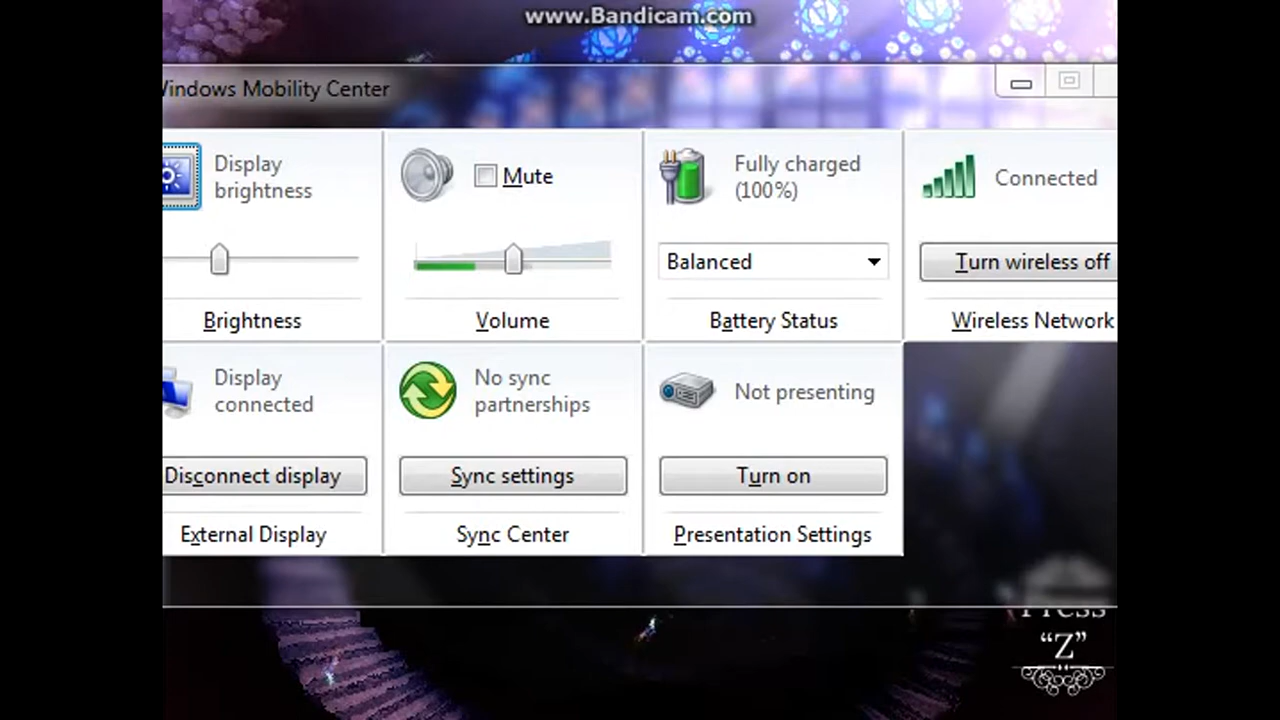 www.Bandicam.com
Windows Mobility Center
Display
brightness
Mute
Fully charged
(100%)
Connected
Balanced
Turn wireless off
Brightness
Volume
Battery Status
Wireless Network
Display
connected
No sync
partnerships
Not presenting
Disconnect display
Sync settings
Turn on
External Display
Sync Center
Presentation Settings
Press
“Z”